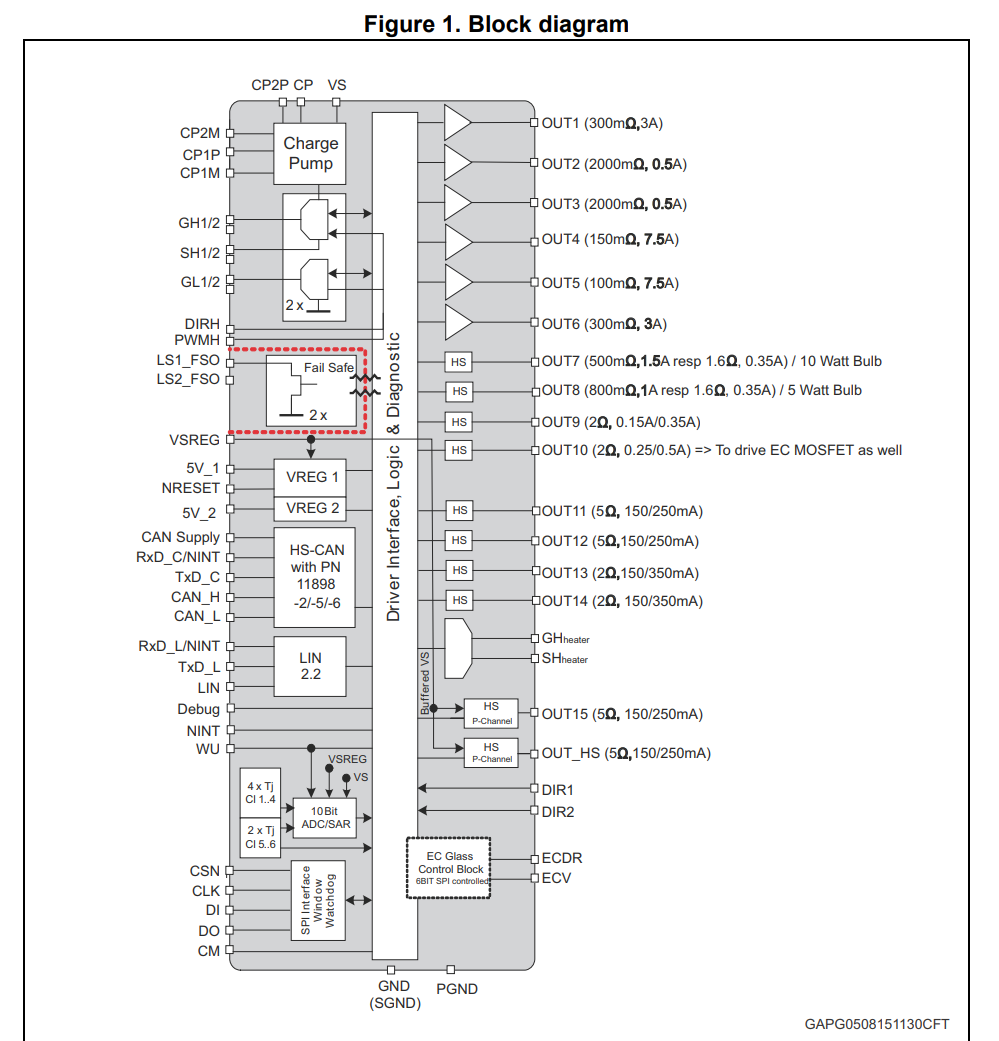 Figure 1. Block diagram
CP2P CP VS
CP2M
CP1P
CP1M
Charge
Pump
GH1/2
SH1/2
GL1/2
2 x
DIRH
PWMH
LS1_FSO
LS2_FSO
Fail Safe
2 x
VSREG
5V_1
NRESET
5V_2
VREG 1
VREG 2
CAN Supply
RxD_C/NINT
TxD_C
CAN_H
CAN_L
HS-CAN
with PN
11898
-2/-5/-6
RxD_L/NINT
TxD_L
LIN
LIN
2.2
Debug
NINT
WU
VSREG
VS
4 x Tj
Cl 1..4
2 x Tj
Cl 5..6
10Bit
ADC/SAR
CSN
CLK
DI
DO
CM
SPI Interface
Window
Watchdog
Driver Interface, Logic & Diagnostic
OUT1 (300mΩ,3A)
OUT2 (2000mΩ, 0.5A)
OUT3 (2000mΩ, 0.5A)
OUT4 (150mΩ, 7.5A)
OUT5 (100mΩ, 7.5A)
OUT6 (300mΩ, 3A)
HS
OUT7 (500mΩ,1.5A resp 1.6Ω, 0.35A) / 10 Watt Bulb
HS
OUT8 (800mΩ,1A resp 1.6Ω, 0.35A) / 5 Watt Bulb
HS
OUT9 (2Ω, 0.15A/0.35A)
HS
OUT10 (2Ω, 0.25/0.5A) => To drive EC MOSFET as well
HS
OUT11 (5Ω, 150/250mA)
HS
OUT12 (5Ω,150/250mA)
HS
OUT13 (2Ω,150/350mA)
HS
OUT14 (2Ω, 150/350mA)
GHheater
SHheater
Buffered VS
HS
P-Channel
OUT15 (5Ω, 150/250mA)
HS
P-Channel
OUT_HS (5Ω,150/250mA)
DIR1
DIR2
EC Glass
Control Block
6BIT SPI controlled
ECDR
ECV
GND
(SGND)
PGND
GAPG0508151130CFT